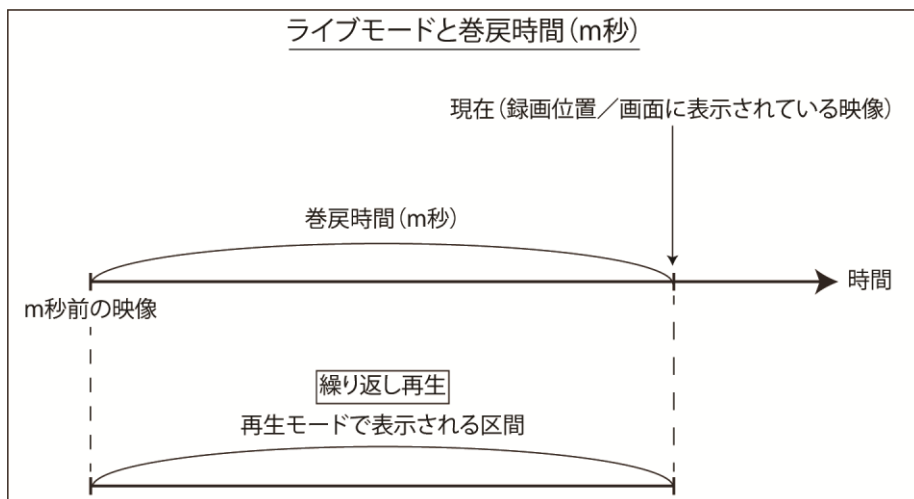 ライブモードと巻戻時間（m秒）
現在（録画位置／画面に表示されている映像）
巻戻時間（m秒）
時間
m秒前の映像
繰り返し再生
再生モードで表示される区間